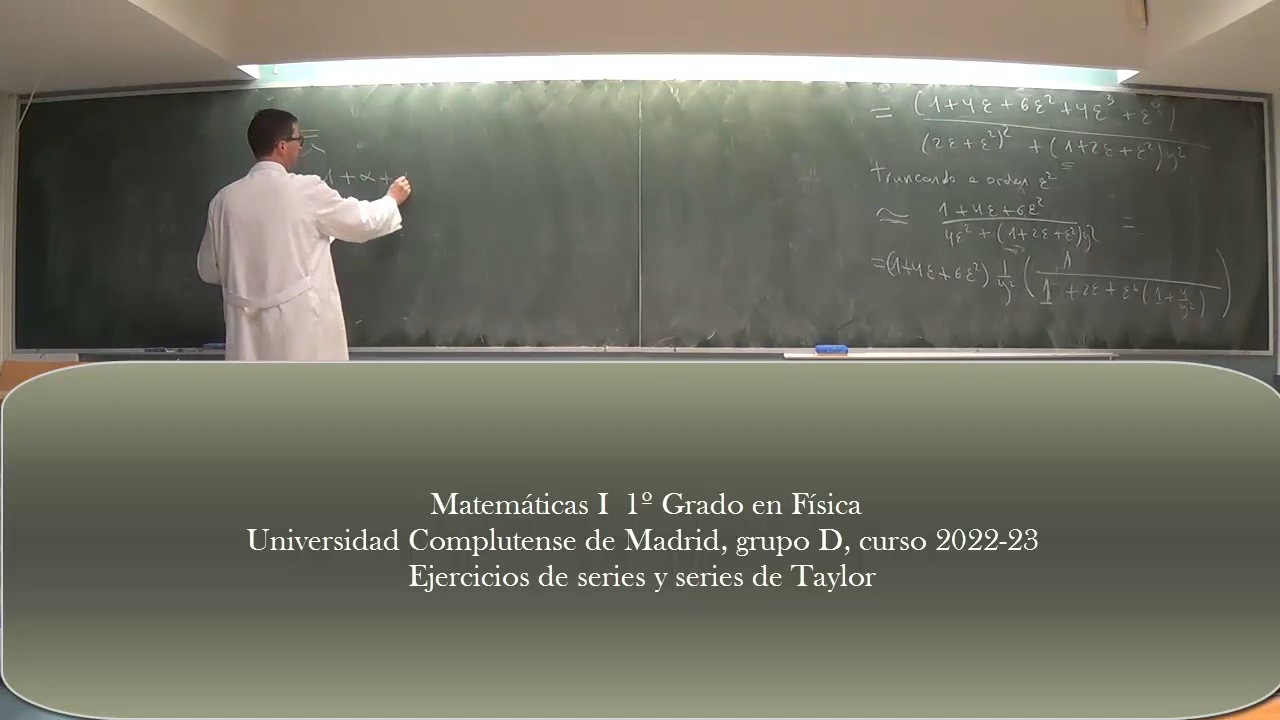 1 + α +
= (1+4ε+6ε²+4ε³+ε⁴)
(2ε+ε²)² + (1+2ε+ε²)y²
truncando a orden ε²
≈ 1+4ε+6ε²
4ε² + (1+2ε+ε²)y² =
=(1+4ε+6ε²) 1/y² ( 1
1 + 2ε + ε²(1+4/y²) )
Matemáticas I 1º Grado en Física
Universidad Complutense de Madrid, grupo D, curso 2022-23
Ejercicios de series y series de Taylor